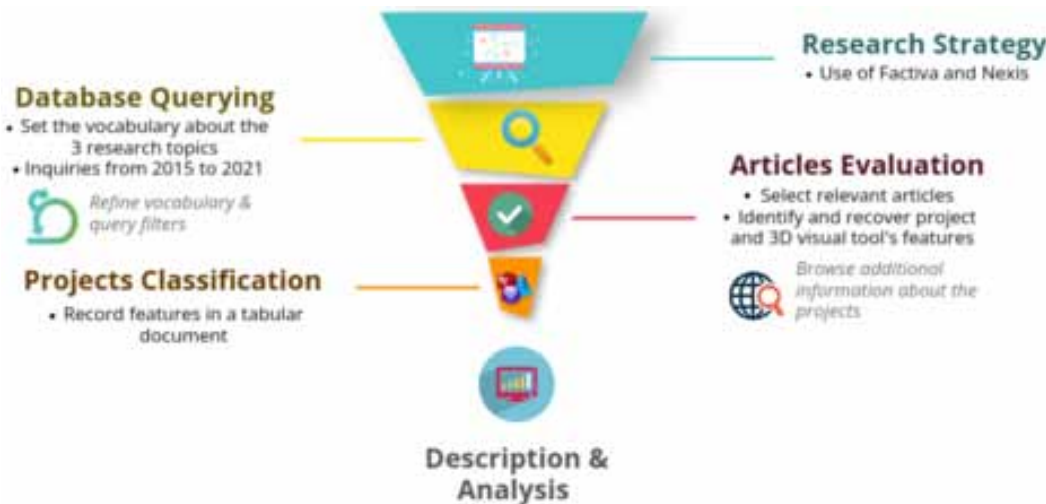 Research Strategy
• Use of Factiva and Nexis
Database Querying
• Set the vocabulary about the
3 research topics
• Inquiries from 2015 to 2021
Refine vocabulary &
query filters
Articles Evaluation
• Select relevant articles
• Identify and recover project
and 3D visual tool's features
Browse additional
information about the
projects
Projects Classification
• Record features in a tabular
document
Description &
Analysis